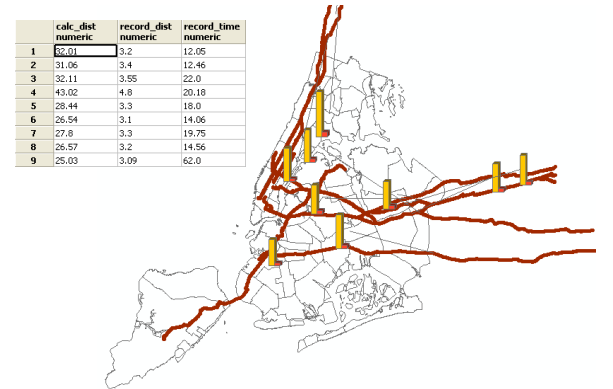 calc_dist record_dist record_time
numeric numeric numeric
1 32.01 3.2 12.05
2 31.06 3.4 12.46
3 32.11 3.55 22.0
4 43.02 4.8 20.18
5 28.44 3.3 18.0
6 26.54 3.1 14.06
7 27.8 3.3 19.75
8 26.57 3.2 14.56
9 25.03 3.09 62.0